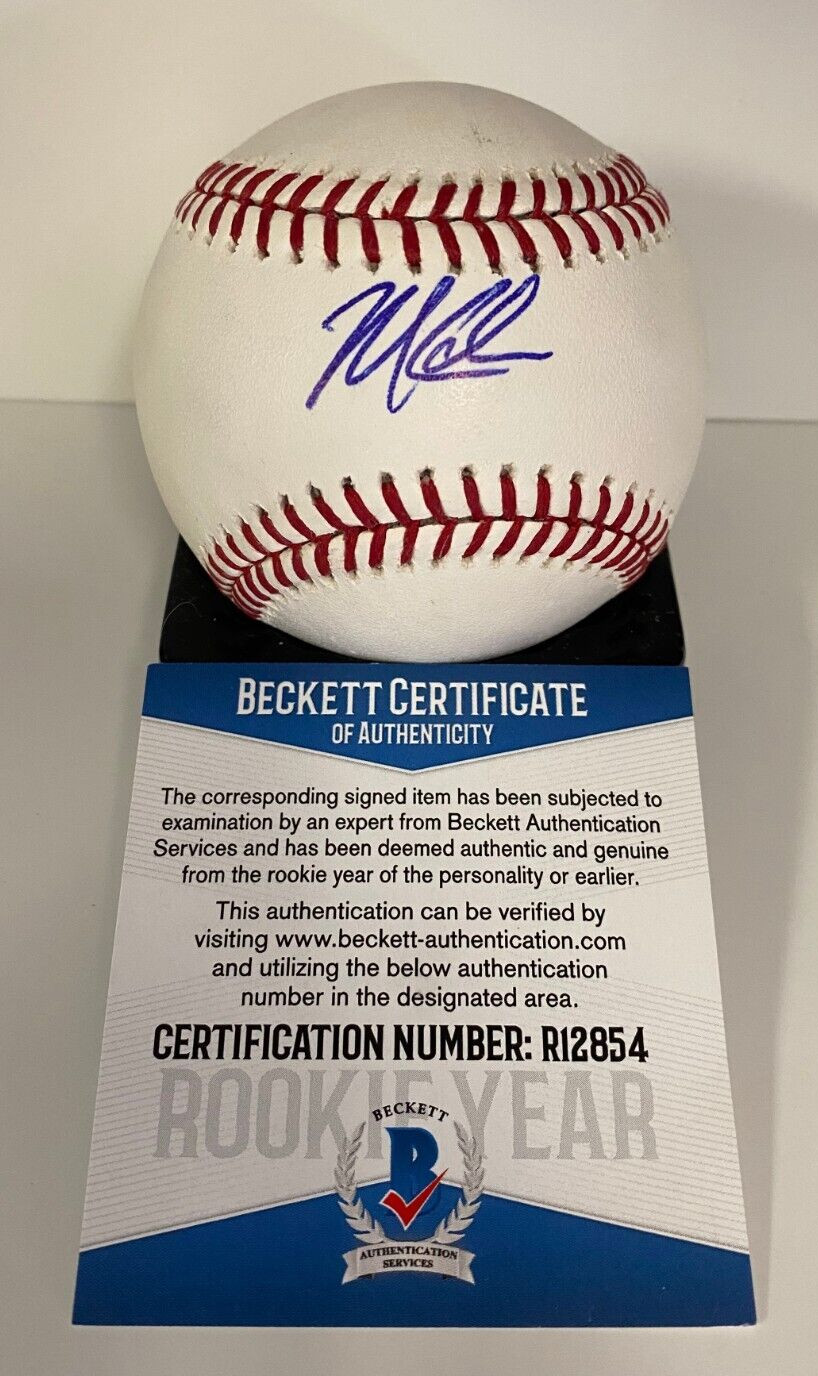 BECKETT CERTIFICATE
OF AUTHENTICITY
The corresponding signed item has been subjected to
examination by an expert from Beckett Authentication
Services and has been deemed authentic and genuine
from the rookie year of the personality or earlier.
This authentication can be verified by
visiting www.beckett-authentication.com
and utilizing the below authentication
number in the designated area.
CERTIFICATION NUMBER: R12854
ROOKIE YEAR
BECKETT
B
AUTHENTICATION
SERVICES